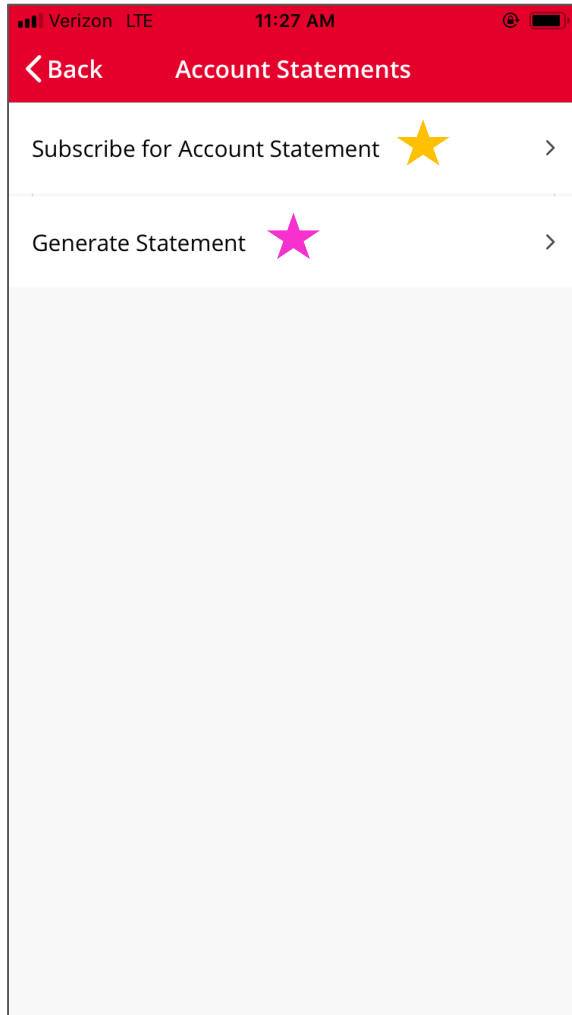 Verizon LTE 11:27 AM
Back Account Statements
Subscribe for Account Statement
Generate Statement